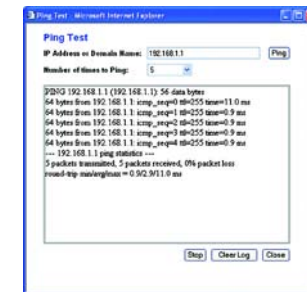 Ping Test - Microsoft Internet Explorer
Ping Test
IP Address or Domain Name: 192.168.1.1 Ping
Number of times to Ping: 5
PING 192.168.1.1 (192.168.1.1): 56 data bytes
64 bytes from 192.168.1.1: icmp_seq=0 ttl=255 time=11.0 ms
64 bytes from 192.168.1.1: icmp_seq=1 ttl=255 time=0.9 ms
64 bytes from 192.168.1.1: icmp_seq=2 ttl=255 time=0.9 ms
64 bytes from 192.168.1.1: icmp_seq=3 ttl=255 time=0.9 ms
64 bytes from 192.168.1.1: icmp_seq=4 ttl=255 time=0.9 ms
--- 192.168.1.1 ping statistics ---
5 packets transmitted, 5 packets received, 0% packet loss
round-trip min/avg/max = 0.9/2.9/11.0 ms
Stop Clear Log Close